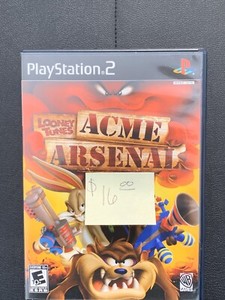 PlayStation 2
LOONEY TUNES
ACME
ARSENAL
$16 00
E